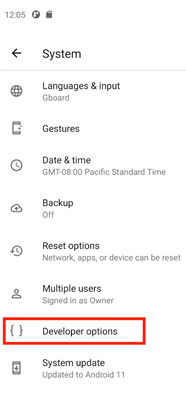 12:05
System
Languages & input
Gboard
Gestures
Date & time
GMT-08:00 Pacific Standard Time
Backup
Off
Reset options
Network, apps, or device can be reset
Multiple users
Signed in as Owner
{ } Developer options
System update
Updated to Android 11